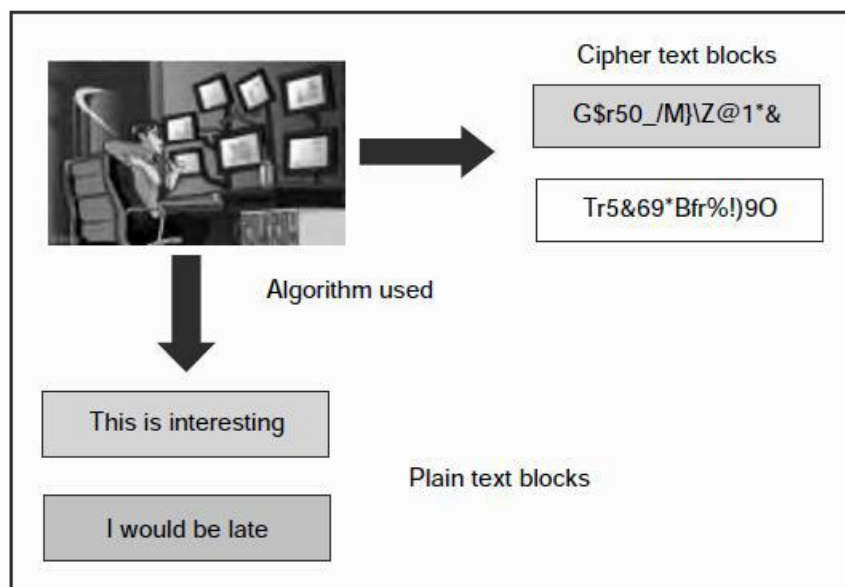 Cipher text blocks
G$r50_/M}\Z@1*&
Tr5&69*Bfr%!)9O
Algorithm used
This is interesting
Plain text blocks
I would be late